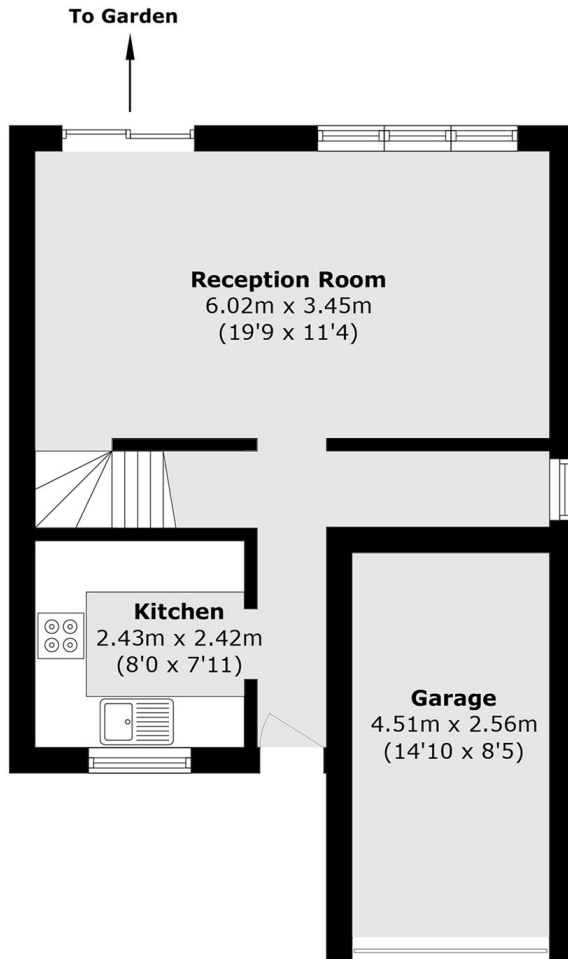 To Garden
Reception Room
6.02m x 3.45m
(19'9 x 11'4)
Kitchen
2.43m x 2.42m
(8'0 x 7'11)
Garage
4.51m x 2.56m
(14'10 x 8'5)